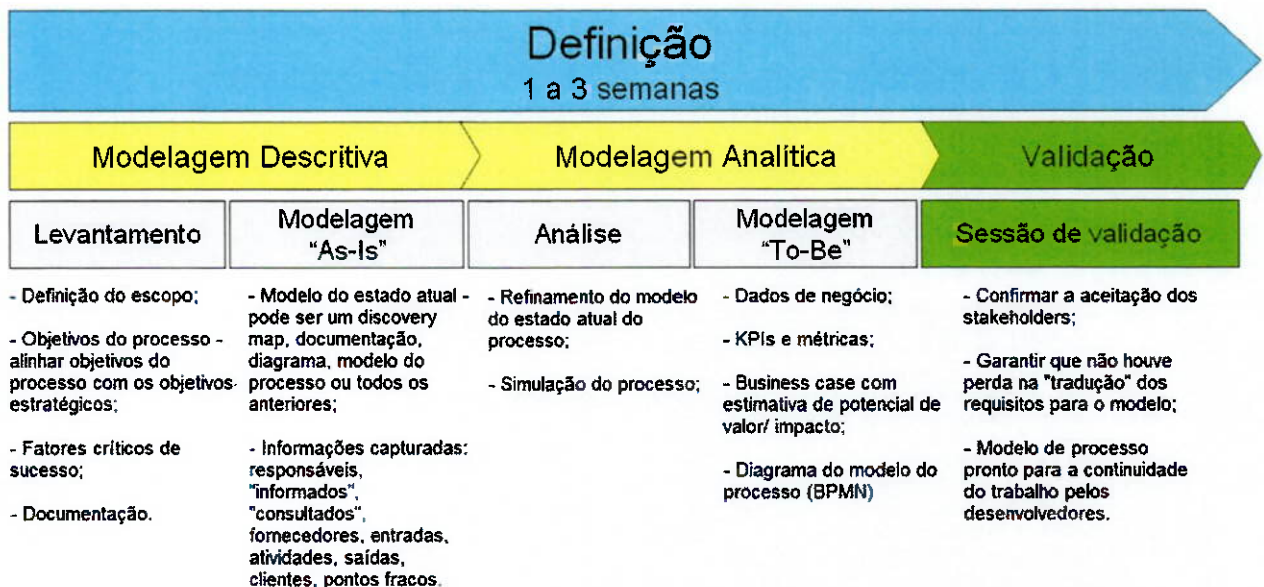 Definição
1 a 3 semanas
Modelagem Descritiva
Modelagem Analítica
Validação
Levantamento
Modelagem
"As-Is"
Análise
Modelagem
"To-Be"
Sessão de validação
- Definição do escopo;
- Objetivos do processo -
alinhar objetivos do
processo com os objetivos
estratégicos;
- Fatores críticos de
sucesso;
- Documentação.
- Modelo do estado atual -
pode ser um discovery
map, documentação,
diagrama, modelo do
processo ou todos os
anteriores;
- Informações capturadas:
responsáveis,
"informados",
"consultados",
fornecedores, entradas,
atividades, saídas,
clientes, pontos fracos.
- Refinamento do modelo
do estado atual do
processo;
- Simulação do processo;
- Dados de negócio;
- KPIs e métricas;
- Business case com
estimativa de potencial de
valor/ impacto;
- Diagrama do modelo do
processo (BPMN)
- Confirmar a aceitação dos
stakeholders;
- Garantir que não houve
perda na "tradução" dos
requisitos para o modelo;
- Modelo de processo
pronto para a continuidade
do trabalho pelos
desenvolvedores.